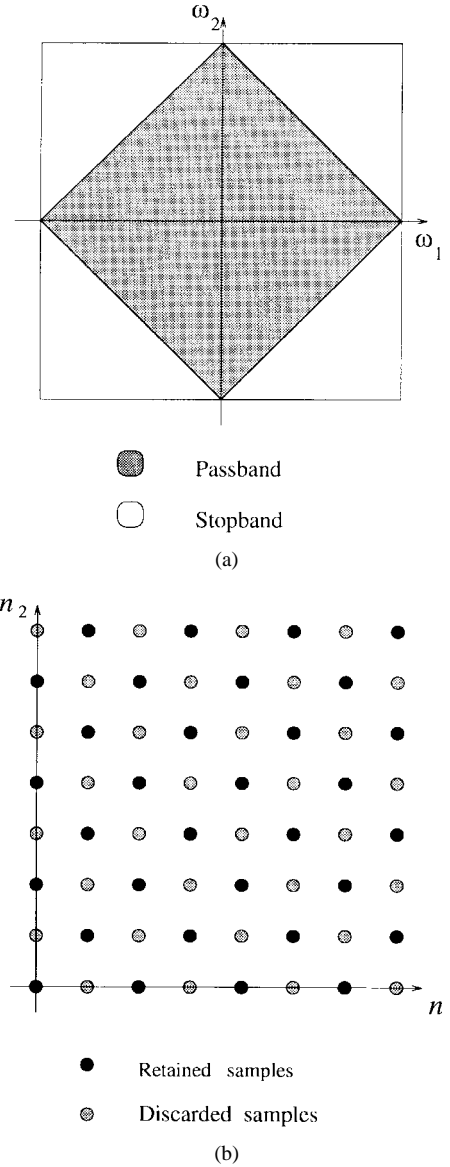 ω₂
ω₁
Passband
Stopband
(a)
n₂
n
Retained samples
Discarded samples
(b)